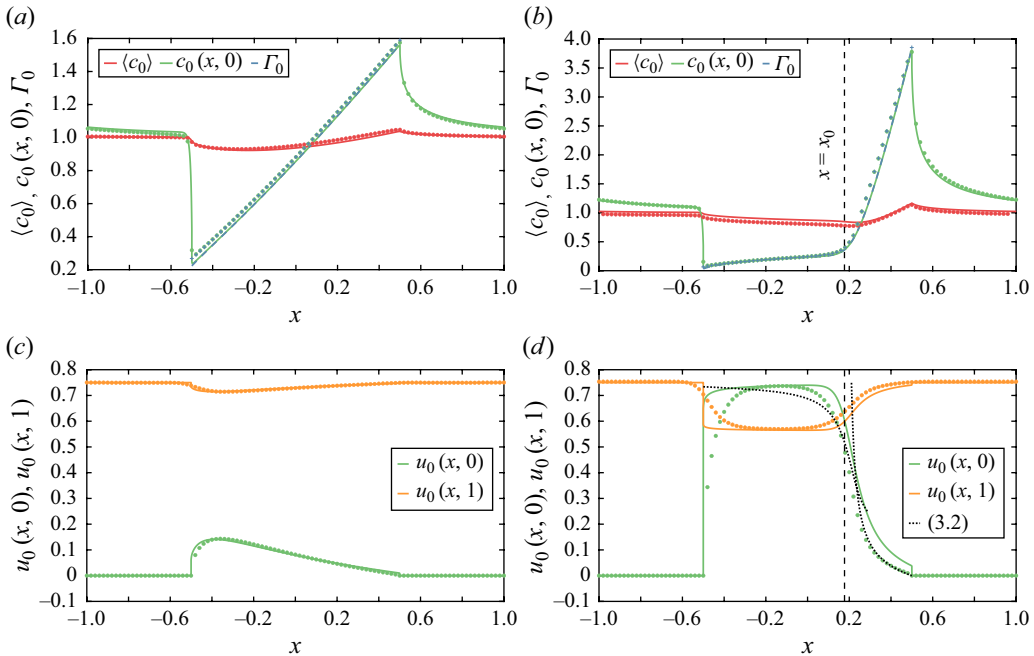 (a)
1.6
1.4
1.2
1.0
0.8
0.6
0.4
0.2
⟨c0⟩, c0 (x, 0), Γ0
⟨c0⟩ c0 (x, 0) Γ0
−1.0 −0.6 −0.2 0.2 0.6 1.0
x
(b)
4.0
3.5
3.0
2.5
2.0
1.5
1.0
0.5
0
⟨c0⟩, c0 (x, 0), Γ0
⟨c0⟩ c0 (x, 0) Γ0
x = x0
−1.0 −0.6 −0.2 0.2 0.6 1.0
x
(c)
0.8
0.7
0.6
0.5
0.4
0.3
0.2
0.1
0
−0.1
u0 (x, 0), u0 (x, 1)
u0 (x, 0)
u0 (x, 1)
−1.0 −0.6 −0.2 0.2 0.6 1.0
x
(d)
0.8
0.7
0.6
0.5
0.4
0.3
0.2
0.1
0
−0.1
u0 (x, 0), u0 (x, 1)
u0 (x, 0)
u0 (x, 1)
(3.2)
−1.0 −0.6 −0.2 0.2 0.6 1.0
x